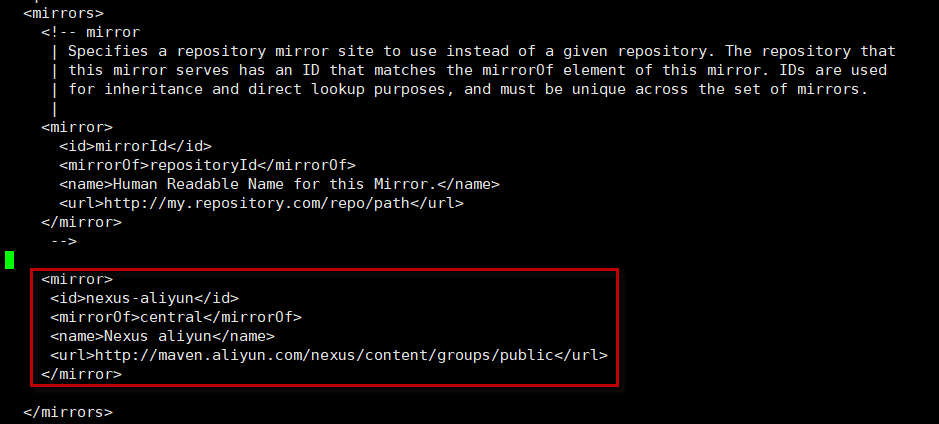 <mirrors>
<!-- mirror
| Specifies a repository mirror site to use instead of a given repository. The repository that
| this mirror serves has an ID that matches the mirrorOf element of this mirror. IDs are used
| for inheritance and direct lookup purposes, and must be unique across the set of mirrors.
|
<mirror>
<id>mirrorId</id>
<mirrorOf>repositoryId</mirrorOf>
<name>Human Readable Name for this Mirror.</name>
<url>http://my.repository.com/repo/path</url>
</mirror>
-->
<mirror>
<id>nexus-aliyun</id>
<mirrorOf>central</mirrorOf>
<name>Nexus aliyun</name>
<url>http://maven.aliyun.com/nexus/content/groups/public</url>
</mirror>
</mirrors>